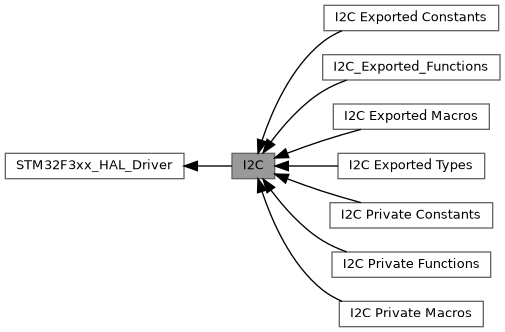 I2C Exported Constants
I2C_Exported_Functions
I2C Exported Macros
STM32F3xx_HAL_Driver
I2C
I2C Exported Types
I2C Private Constants
I2C Private Functions
I2C Private Macros